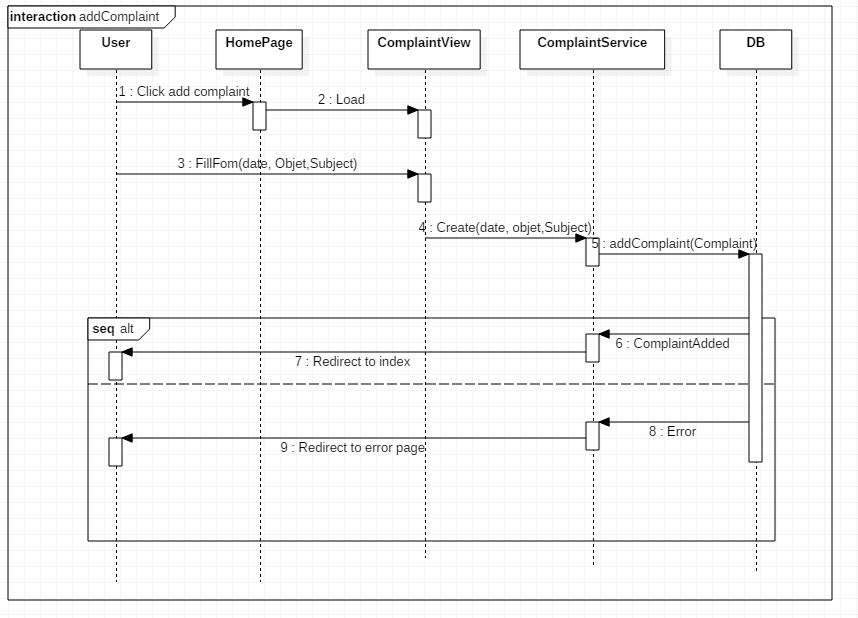 interaction addComplaint
User
HomePage
ComplaintView
ComplaintService
DB
1 : Click add complaint
2 : Load
3 : FillFom(date, Objet,Subject)
4 : Create(date, objet,Subject)
5 : addComplaint(Complaint)
seq alt
6 : ComplaintAdded
7 : Redirect to index
8 : Error
9 : Redirect to error page